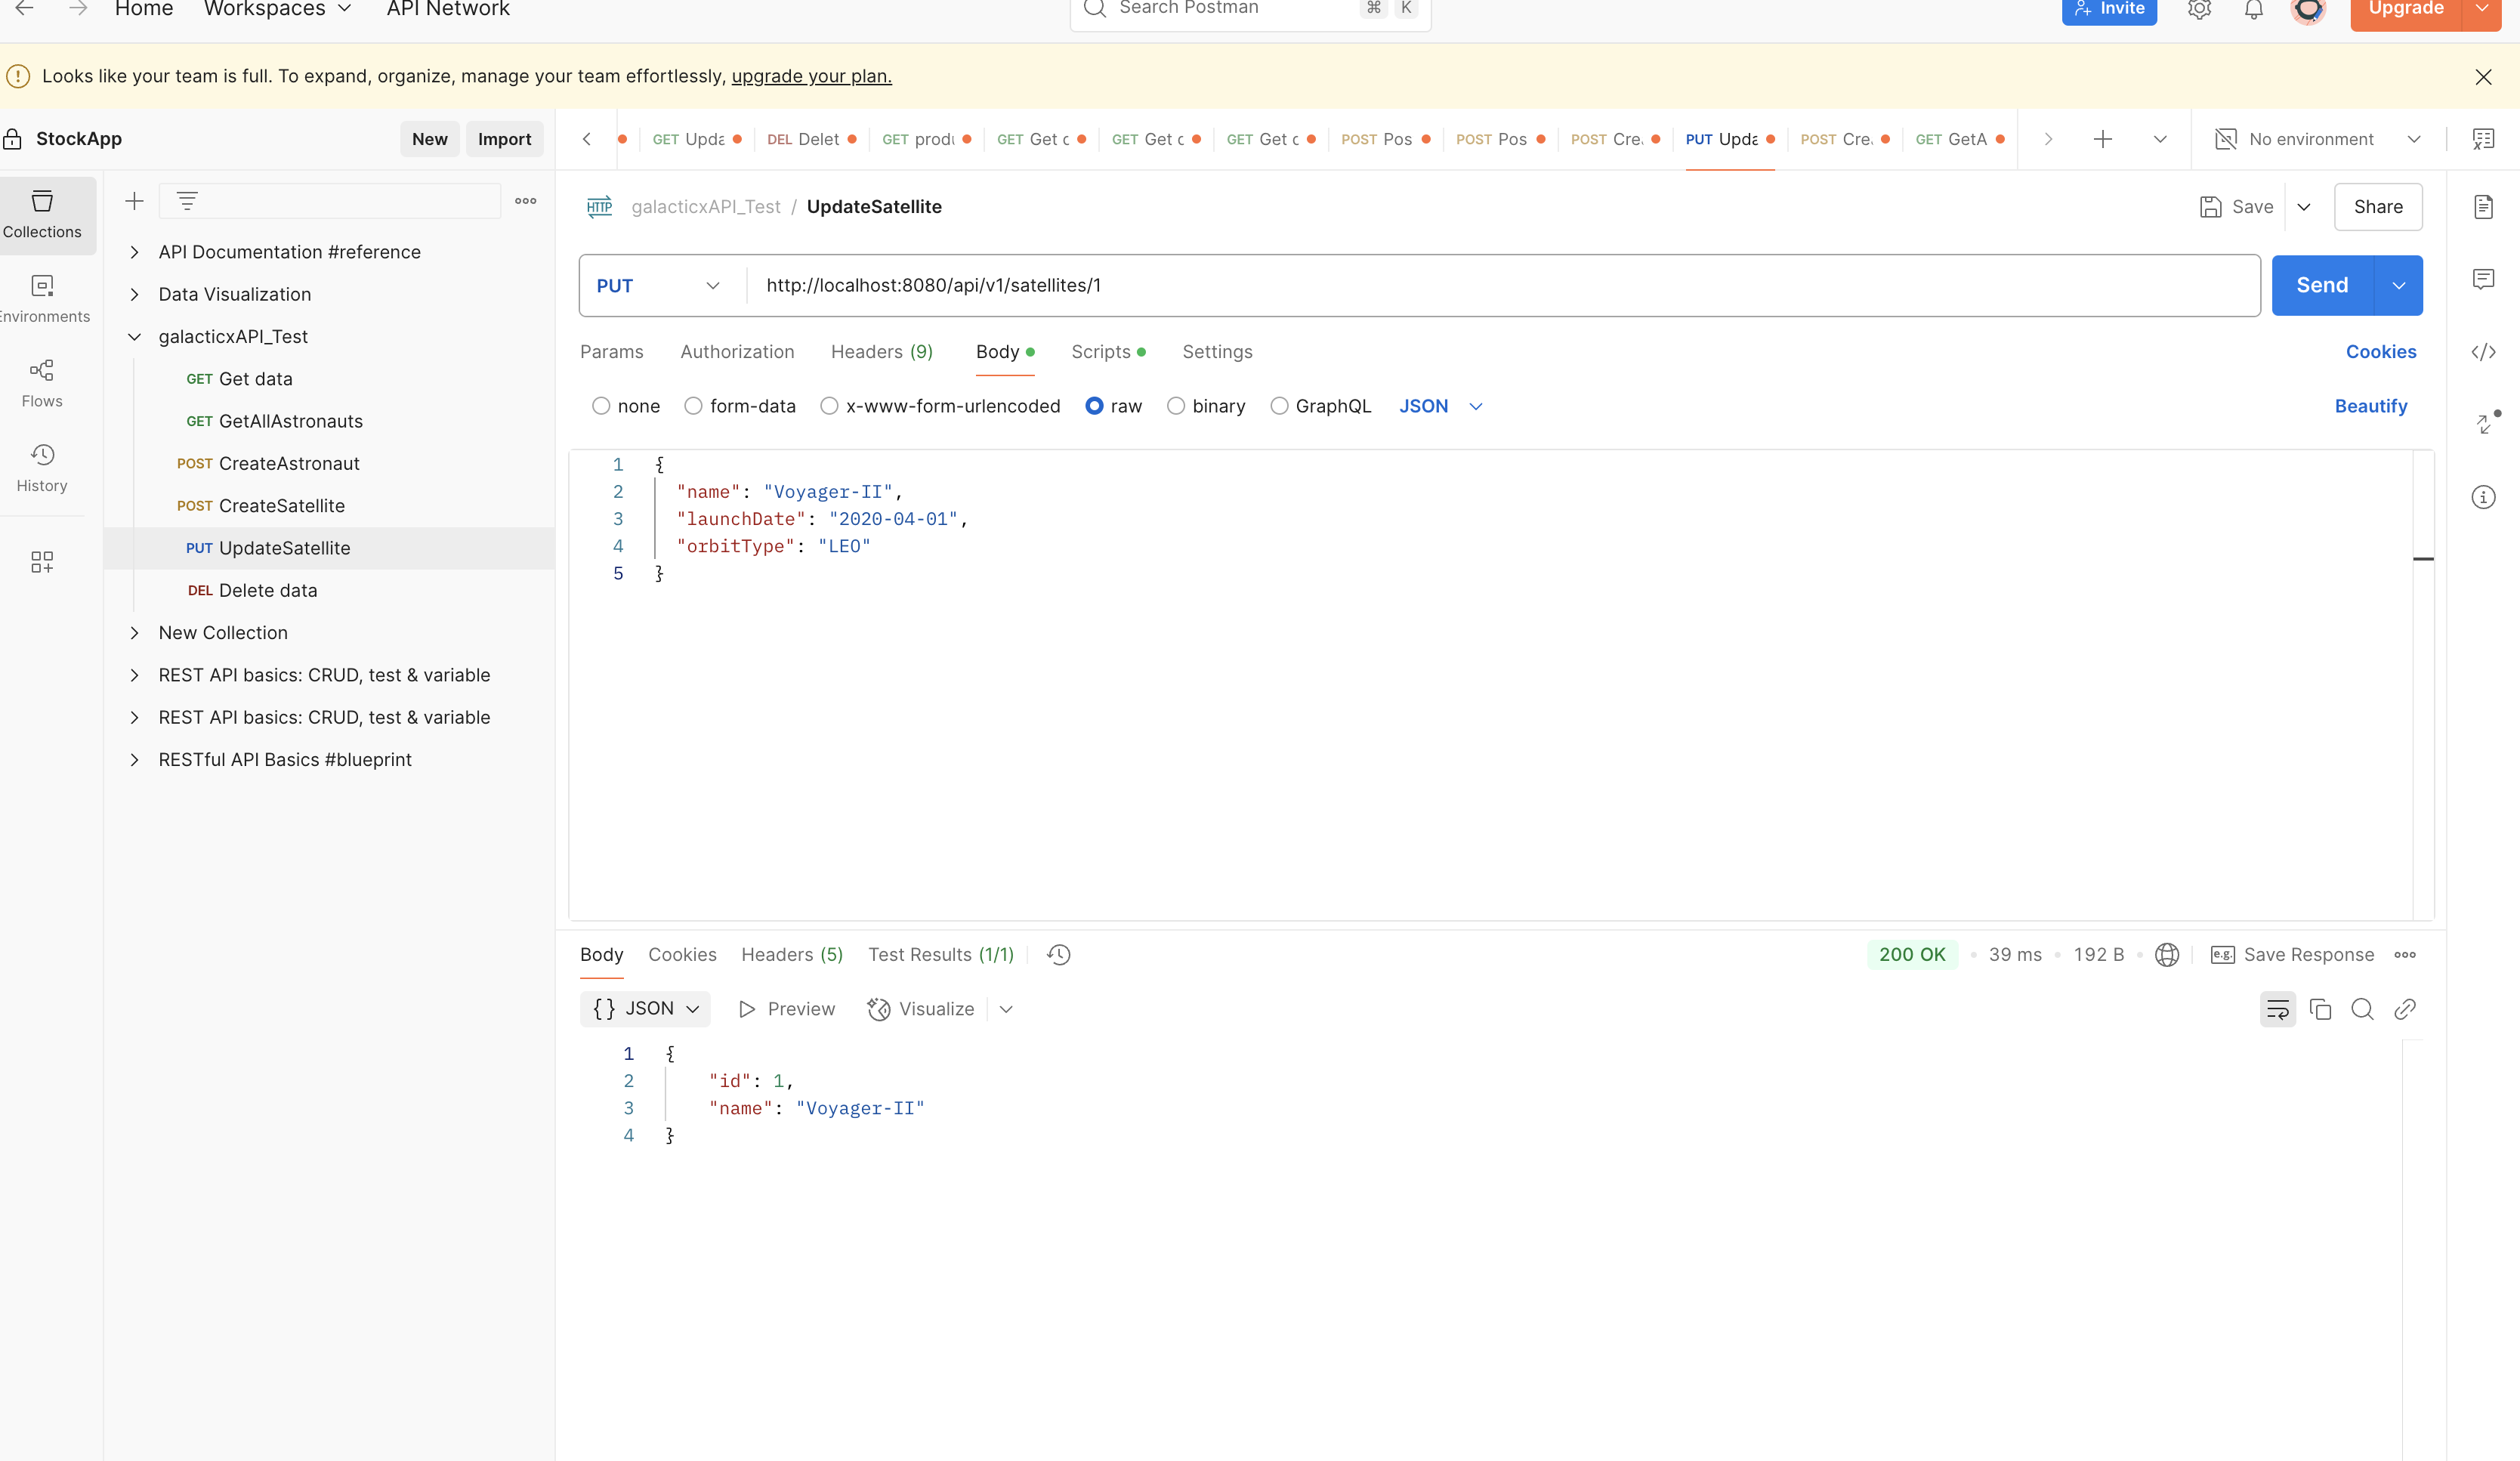 Home Workspaces API Network Search Postman ⌘ K Invite Upgrade
Looks like your team is full. To expand, organize, manage your team effortlessly, upgrade your plan.
StockApp New Import
GET Upda DEL Delet GET produ GET Get c GET Get c GET Get c POST Pos POST Pos POST Cre PUT Upda POST Cre GET GetA No environment
Collections
Environments
Flows
History
API Documentation #reference
Data Visualization
galacticxAPI_Test
GET Get data
GET GetAllAstronauts
POST CreateAstronaut
POST CreateSatellite
PUT UpdateSatellite
DEL Delete data
New Collection
REST API basics: CRUD, test & variable
REST API basics: CRUD, test & variable
RESTful API Basics #blueprint
HTTP galacticxAPI_Test / UpdateSatellite Save Share
PUT http://localhost:8080/api/v1/satellites/1 Send
Params Authorization Headers (9) Body Scripts Settings Cookies
none form-data x-www-form-urlencoded raw binary GraphQL JSON Beautify
1 {
2 "name": "Voyager-II",
3 "launchDate": "2020-04-01",
4 "orbitType": "LEO"
5 }
Body Cookies Headers (5) Test Results (1/1) 200 OK • 39 ms • 192 B • e.g. Save Response
{} JSON Preview Visualize
1 {
2 "id": 1,
3 "name": "Voyager-II"
4 }